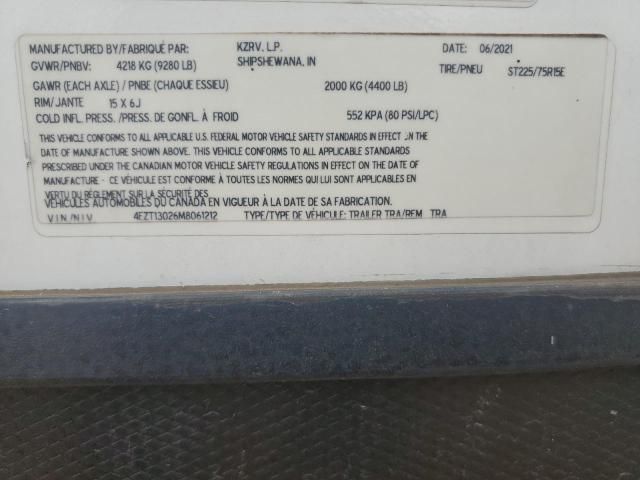 MANUFACTURED BY/FABRIQUÉ PAR: KZRV, L.P. DATE: 06/2021
GVWR/PNBV: 4218 KG (9280 LB) SHIPSHEWANA, IN TIRE/PNEU ST225/75R15E
GAWR (EACH AXLE) / PNBE (CHAQUE ESSIEU) 2000 KG (4400 LB)
RIM/JANTE 15 X 6J
COLD INFL. PRESS. /PRESS. DE GONFL. À FROID 552 KPA (80 PSI/LPC)
THIS VEHICLE CONFORMS TO ALL APPLICABLE U.S. FEDERAL MOTOR VEHICLE SAFETY STANDARDS IN EFFECT ON THE
DATE OF MANUFACTURE SHOWN ABOVE. / THIS VEHICLE CONFORMS TO ALL APPLICABLE STANDARDS
PRESCRIBED UNDER THE CANADIAN MOTOR VEHICLE SAFETY REGULATIONS IN EFFECT ON THE DATE OF
MANUFACTURE - CE VÉHICULE EST CONFORME À TOUTES LES NORMES QUI LUI SONT APPLICABLES EN
VERTU DU RÈGLEMENT SUR LA SÉCURITÉ DES
VÉHICULES AUTOMOBILES DU CANADA EN VIGUEUR À LA DATE DE SA FABRICATION.
V I N / N I V 4EZT13026M8061212 TYPE/TYPE DE VÉHICULE: TRAILER TRA/REM TRA